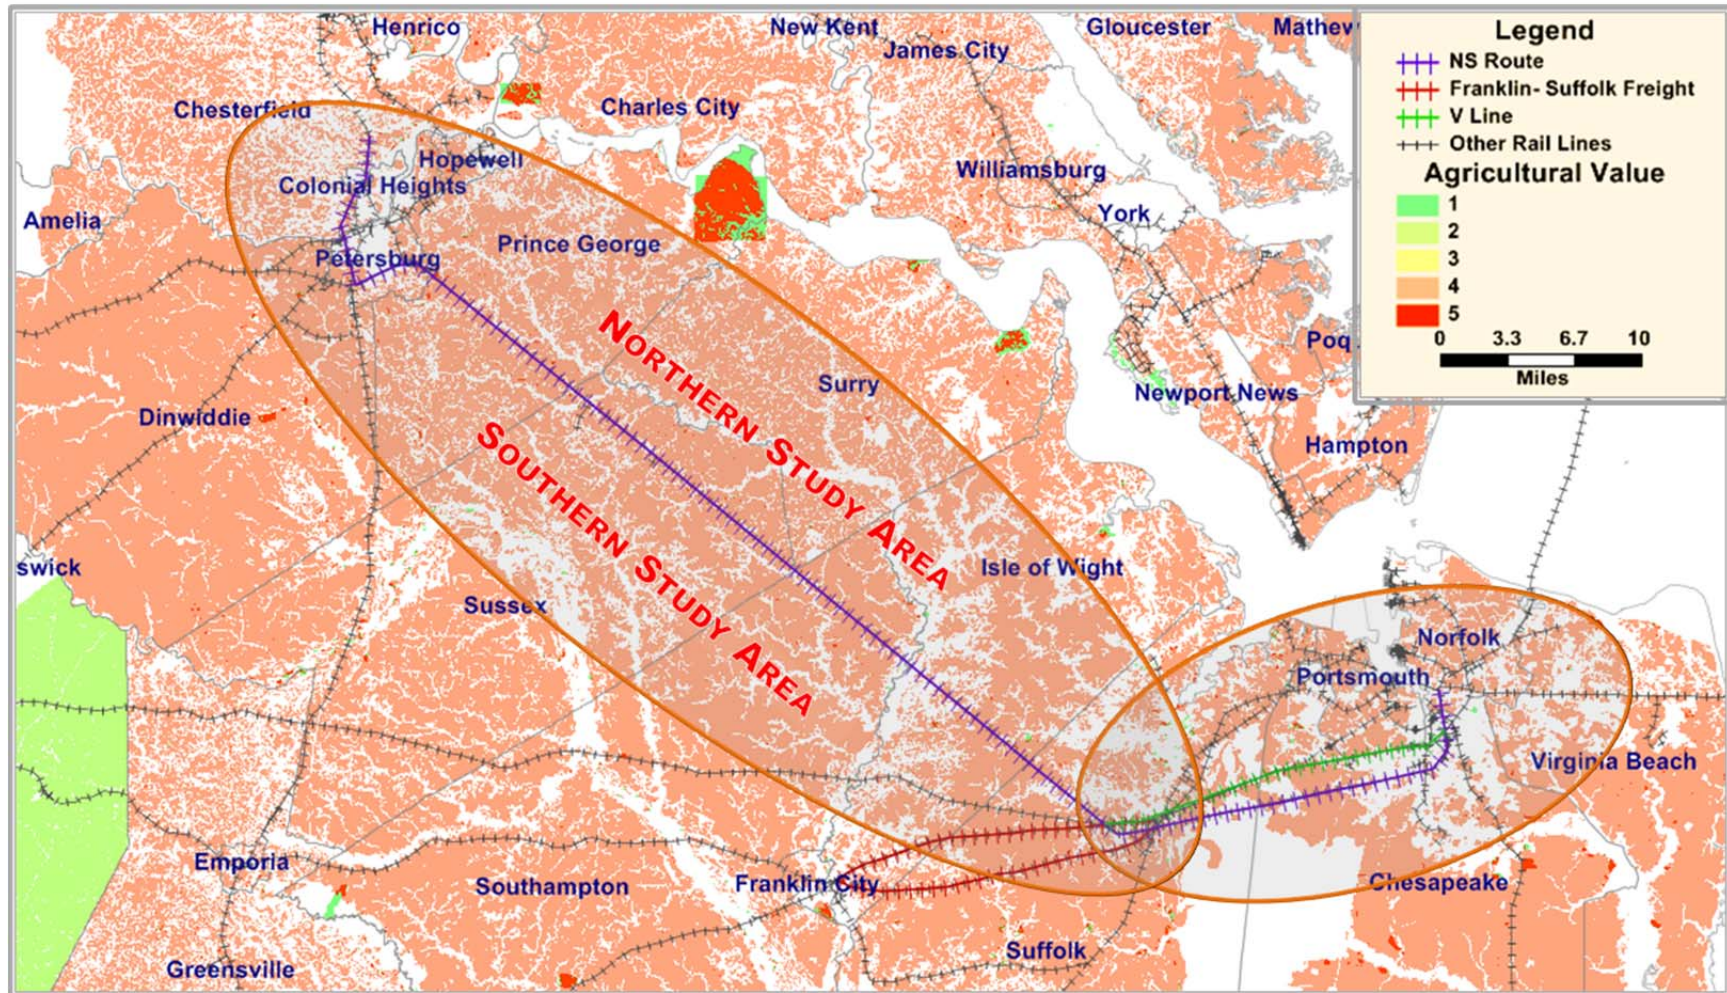 Henrico
New Kent
Gloucester
Mathew
James City
Chesterfield
Charles City
Hopewell
Williamsburg
Colonial Heights
Amelia
York
Prince George
Petersburg
Poq
NORTHERN STUDY AREA
Surry
Newport News
Dinwiddie
Hampton
SOUTHERN STUDY AREA
swick
Isle of Wight
Sussex
Norfolk
Portsmouth
Virginia Beach
Emporia
Southampton
Franklin City
Chesapeake
Suffolk
Greensville
Legend
NS Route
Franklin- Suffolk Freight
V Line
Other Rail Lines
Agricultural Value
1
2
3
4
5
0 3.3 6.7 10
Miles